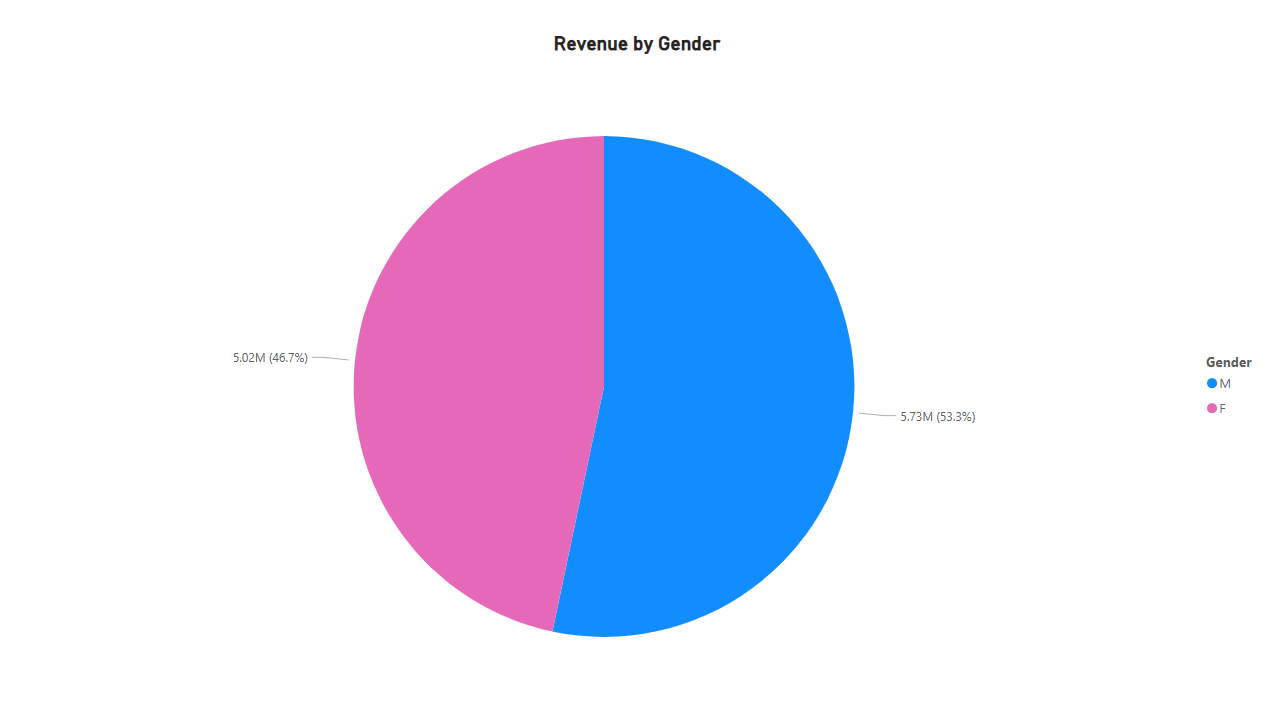 Revenue by Gender
5.02M (46.7%)
5.73M (53.3%)
Gender
M
F